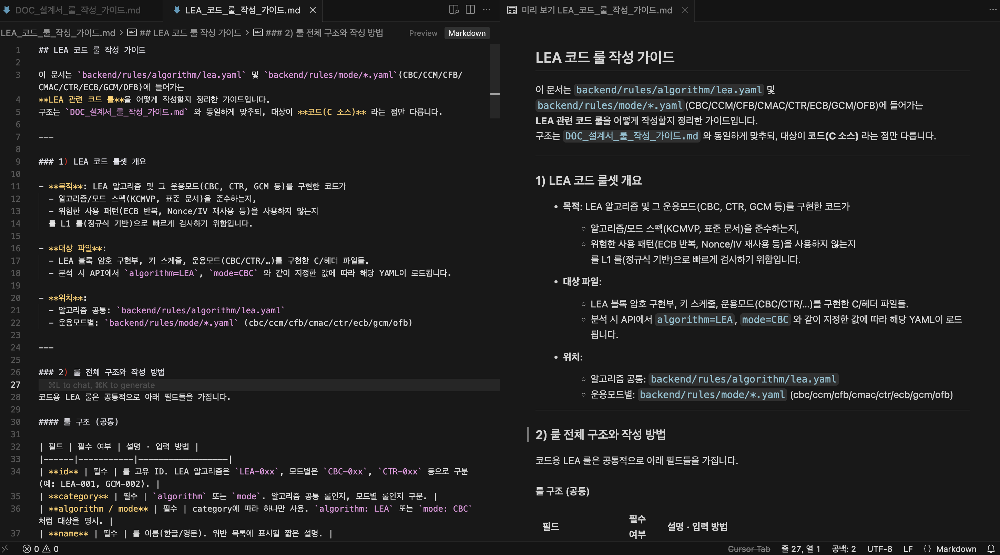 DOC_설계서_룰_작성_가이드.md
LEA_코드_룰_작성_가이드.md
LEA_코드_룰_작성_가이드.md > ## LEA 코드 룰 작성 가이드 > ### 2) 룰 전체 구조와 작성 방법
Preview Markdown
1 ## LEA 코드 룰 작성 가이드
2
3 이 문서는 `backend/rules/algorithm/lea.yaml` 및 `backend/rules/mode/*.yaml`(CBC/CCM/CFB/
CMAC/CTR/ECB/GCM/OFB)에 들어가는
4 **LEA 관련 코드 룰**을 어떻게 작성할지 정리한 가이드입니다.
5 구조는 `DOC_설계서_룰_작성_가이드.md` 와 동일하게 맞추되, 대상이 **코드(C 소스)** 라는 점만 다릅니다.
6
7 ---
8
9 ### 1) LEA 코드 룰셋 개요
10
11 - **목적**: LEA 알고리즘 및 그 운용모드(CBC, CTR, GCM 등)를 구현한 코드가
12 - 알고리즘/모드 스펙(KCMVP, 표준 문서)을 준수하는지,
13 - 위험한 사용 패턴(ECB 반복, Nonce/IV 재사용 등)을 사용하지 않는지
14 를 L1 룰(정규식 기반)으로 빠르게 검사하기 위함입니다.
15
16 - **대상 파일**:
17 - LEA 블록 암호 구현부, 키 스케줄, 운용모드(CBC/CTR/…)를 구현한 C/헤더 파일들.
18 - 분석 시 API에서 `algorithm=LEA`, `mode=CBC` 와 같이 지정한 값에 따라 해당 YAML이 로드됩니다.
19
20 - **위치**:
21 - 알고리즘 공통: `backend/rules/algorithm/lea.yaml`
22 - 운용모드별: `backend/rules/mode/*.yaml` (cbc/ccm/cfb/cmac/ctr/ecb/gcm/ofb)
23
24 ---
25
26 ### 2) 룰 전체 구조와 작성 방법
27 ⌘L to chat, ⌘K to generate
28 코드용 LEA 룰은 공통적으로 아래 필드들을 가집니다.
29
30 #### 룰 구조 (공통)
31
32 | 필드 | 필수 여부 | 설명 · 입력 방법 |
33 |------|-----------|------------------|
34 | **id** | 필수 | 룰 고유 ID. LEA 알고리즘은 `LEA-0xx`, 모드별은 `CBC-0xx`, `CTR-0xx` 등으로 구분
(예: LEA-001, GCM-002). |
35 | **category** | 필수 | `algorithm` 또는 `mode`. 알고리즘 공통 룰인지, 모드별 룰인지 구분. |
36 | **algorithm / mode** | 필수 | category에 따라 하나만 사용. `algorithm: LEA` 또는 `mode: CBC`
처럼 대상을 명시. |
37 | **name** | 필수 | 룰 이름(한글/영문). 위반 목록에 표시될 짧은 설명. |
미리 보기 LEA_코드_룰_작성_가이드.md
LEA 코드 룰 작성 가이드
이 문서는 backend/rules/algorithm/lea.yaml 및
backend/rules/mode/*.yaml (CBC/CCM/CFB/CMAC/CTR/ECB/GCM/OFB)에 들어가는
LEA 관련 코드 룰을 어떻게 작성할지 정리한 가이드입니다.
구조는 DOC_설계서_룰_작성_가이드.md 와 동일하게 맞추되, 대상이 코드(C 소스) 라는 점만 다릅니다.
1) LEA 코드 룰셋 개요
• 목적: LEA 알고리즘 및 그 운용모드(CBC, CTR, GCM 등)를 구현한 코드가
◦ 알고리즘/모드 스펙(KCMVP, 표준 문서)을 준수하는지,
◦ 위험한 사용 패턴(ECB 반복, Nonce/IV 재사용 등)을 사용하지 않는지
를 L1 룰(정규식 기반)으로 빠르게 검사하기 위함입니다.
• 대상 파일:
◦ LEA 블록 암호 구현부, 키 스케줄, 운용모드(CBC/CTR/…)를 구현한 C/헤더 파일들.
◦ 분석 시 API에서 algorithm=LEA, mode=CBC 와 같이 지정한 값에 따라 해당 YAML이 로드
됩니다.
• 위치:
◦ 알고리즘 공통: backend/rules/algorithm/lea.yaml
◦ 운용모드별: backend/rules/mode/*.yaml (cbc/ccm/cfb/cmac/ctr/ecb/gcm/ofb)
2) 룰 전체 구조와 작성 방법
코드용 LEA 룰은 공통적으로 아래 필드들을 가집니다.
룰 구조 (공통)
필드 필수 여부 설명 · 입력 방법
0 0
Cursor Tab 줄 27, 열 1 공백: 2 UTF-8 LF {} Markdown